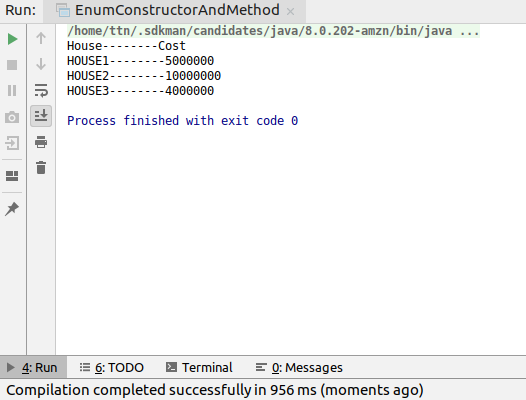 Run: EnumConstructorAndMethod
/home/ttn/.sdkman/candidates/java/8.0.202-amzn/bin/java ...
House--------Cost
HOUSE1--------5000000
HOUSE2--------10000000
HOUSE3--------4000000
Process finished with exit code 0
4: Run 6: TODO Terminal 0: Messages
Compilation completed successfully in 956 ms (moments ago)